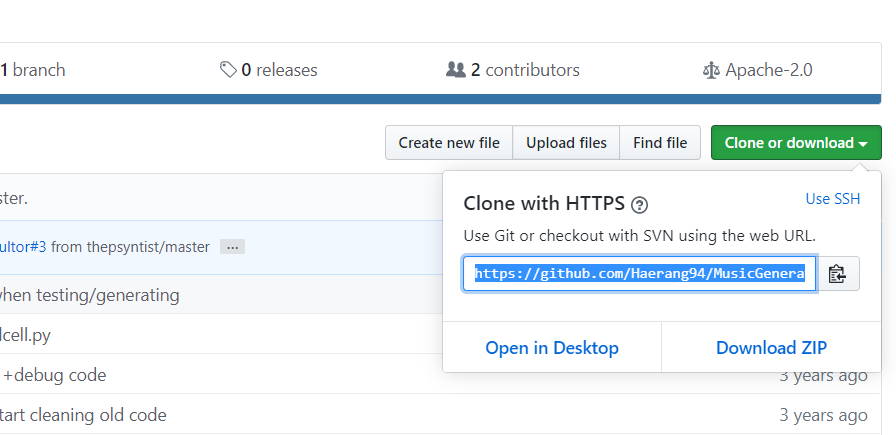 1 branch
0 releases
2 contributors
Apache-2.0
Create new file
Upload files
Find file
Clone or download
ster.
Clone with HTTPS
Use SSH
ultor#3 from thepsyntist/master ...
Use Git or checkout with SVN using the web URL.
when testing/generating
https://github.com/Haerang94/MusicGenera
lcell.py
Open in Desktop
Download ZIP
+debug code
3 years ago
tart cleaning old code
3 years ago